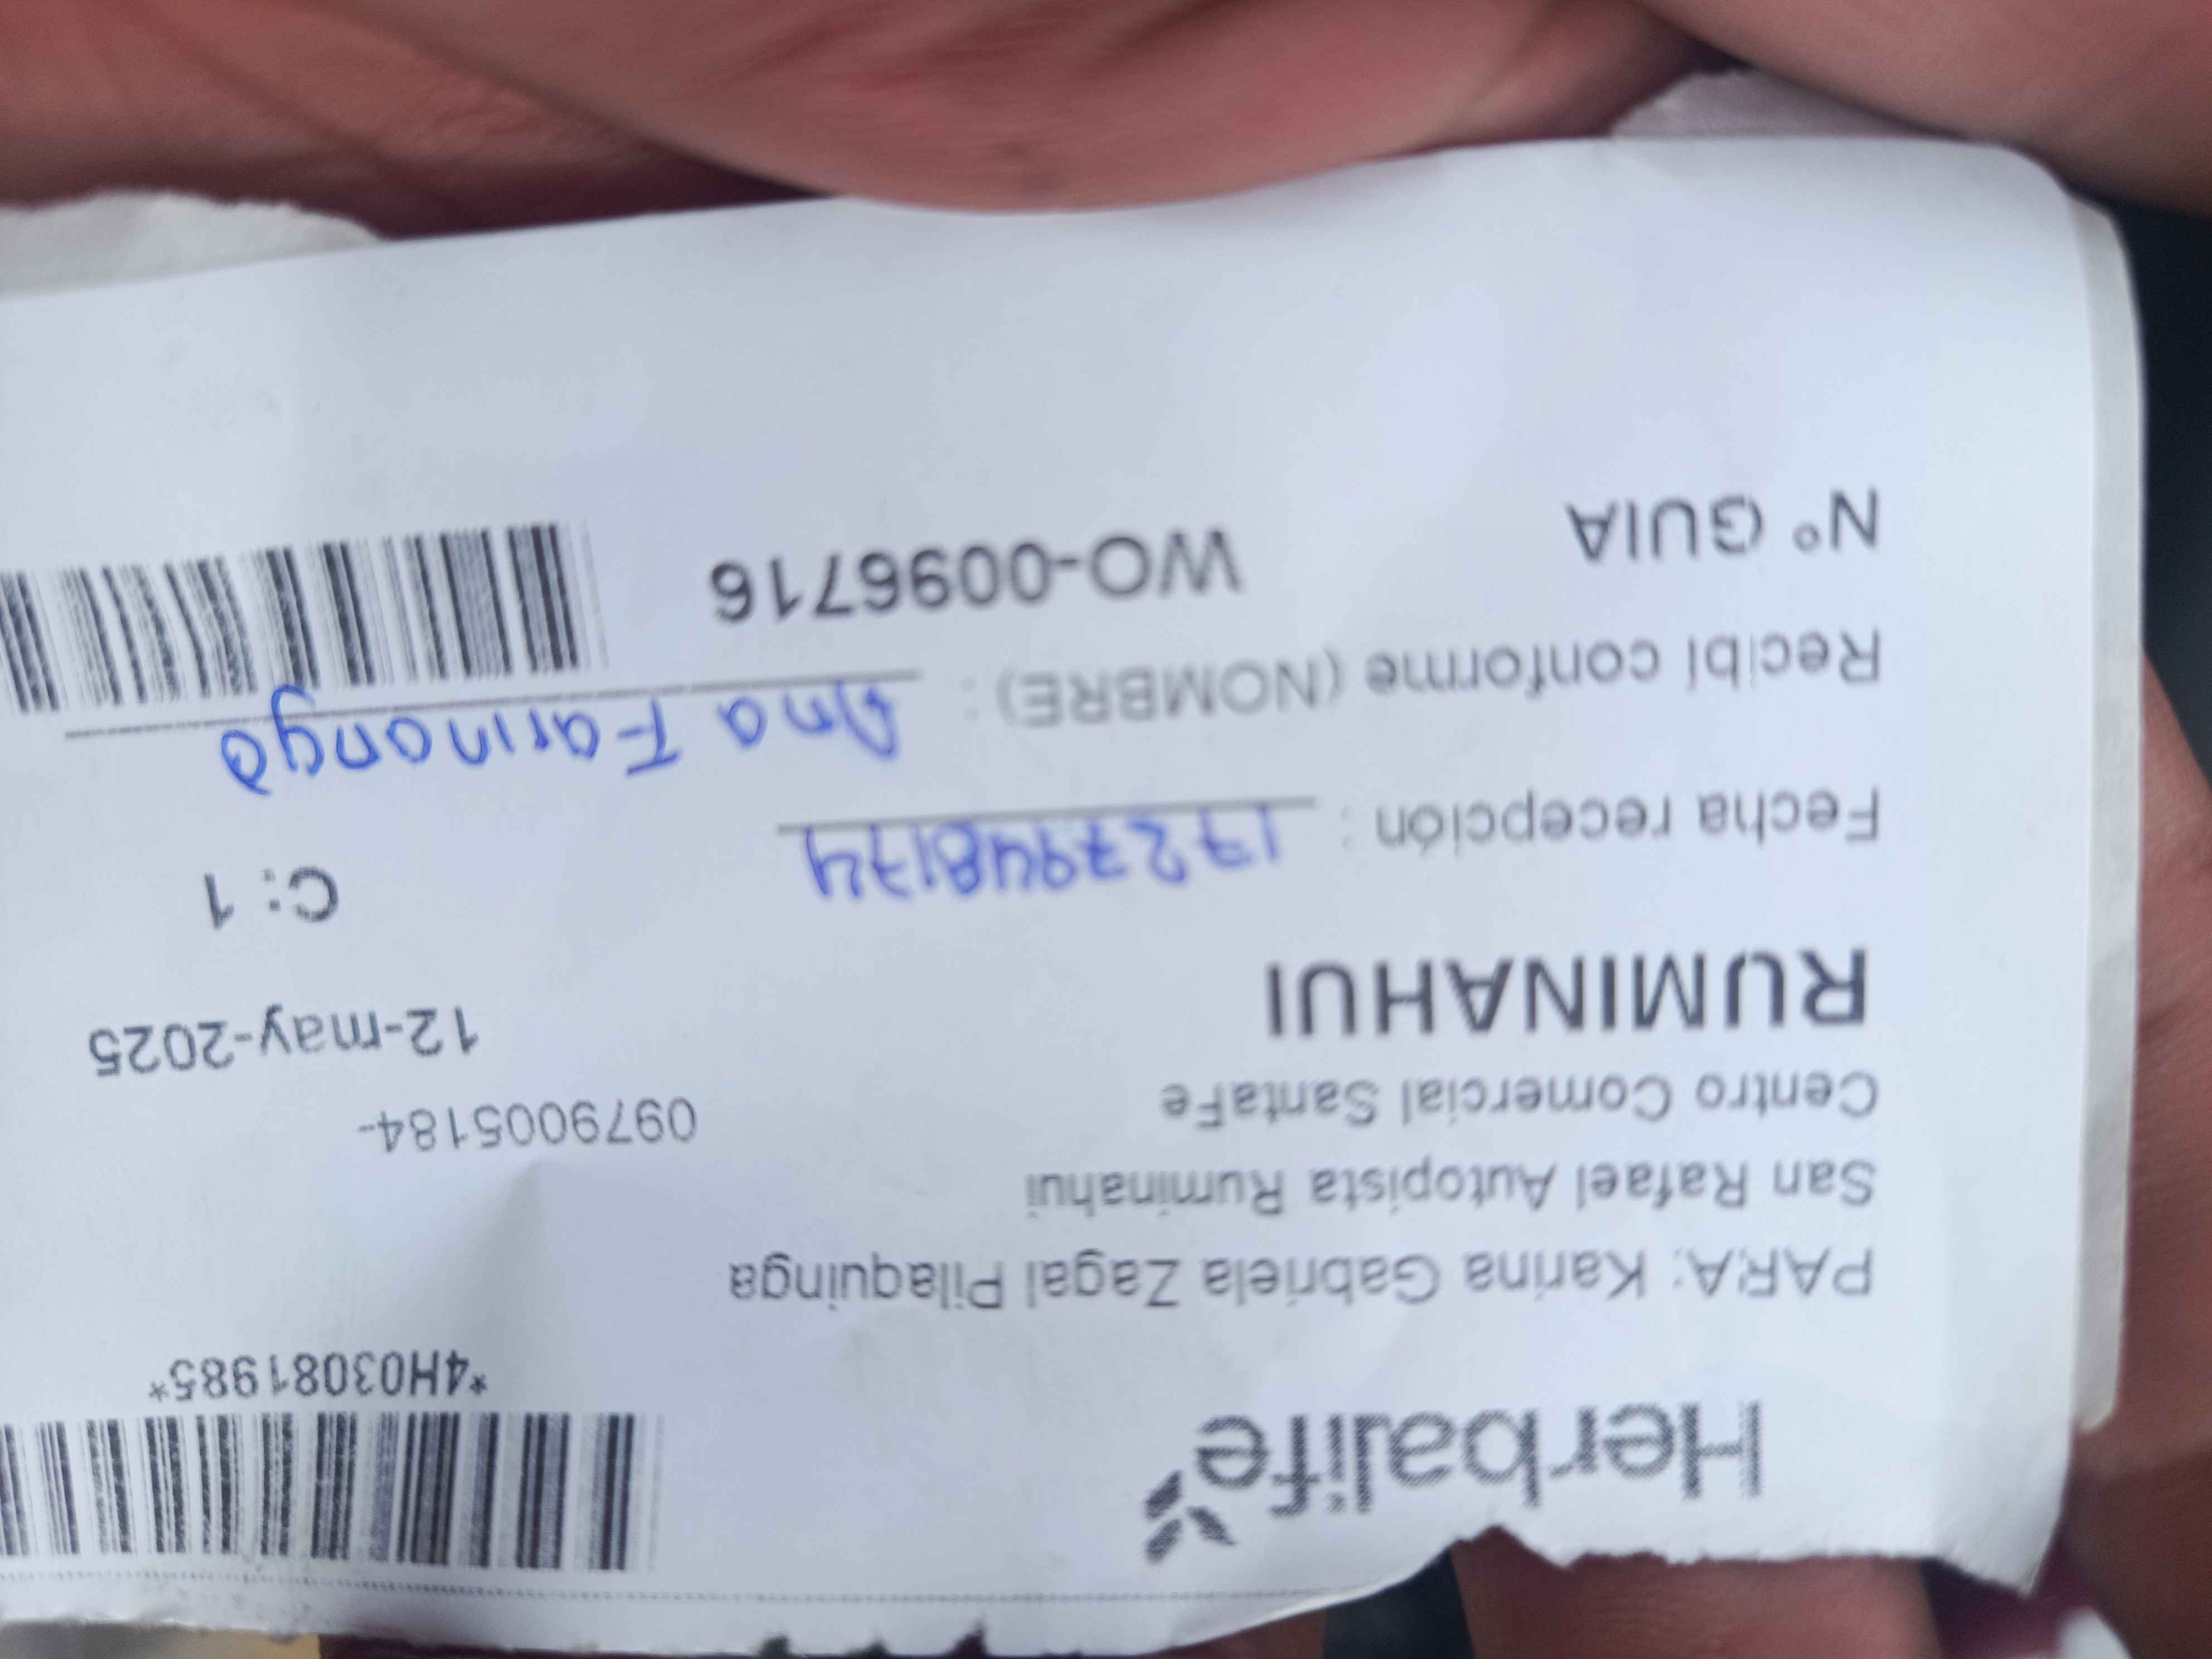 Herbalife
*4H03081985*
PARA: Karina Gabriela Zagal Pilaquinga
San Rafael Autopista Ruminahui
Centro Comercial SantaFe
0979005184-
RUMINAHUI
12-may-2025
C: 1
Fecha recepción : 1727948174
Recibí conforme (NOMBRE) : Ana Farinango
N° GUIA WO-0096716